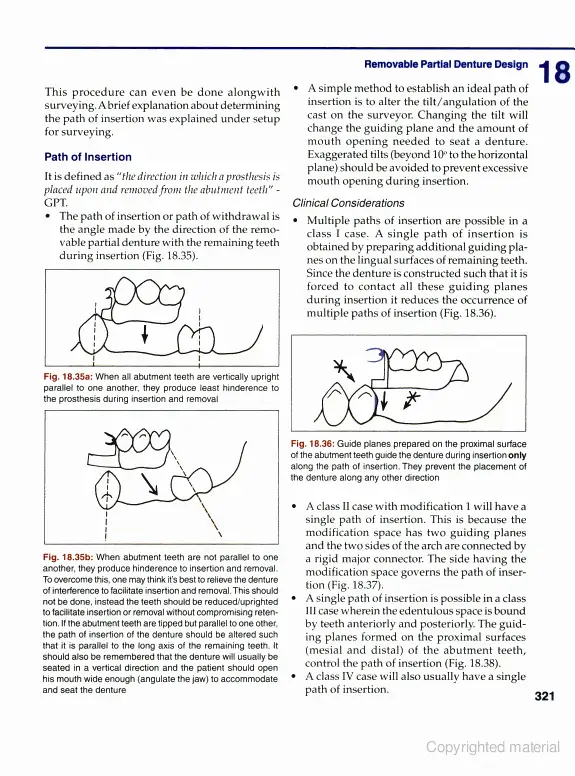 Removable Partial Denture Design
18
This procedure can even be done alongwith
surveying. A brief explanation about determining
the path of insertion was explained under setup
for surveying.
Path of Insertion
It is defined as "the direction in which a prosthesis is
placed upon and removed from the abutment teeth" -
GPT.
• The path of insertion or path of withdrawal is
the angle made by the direction of the remo-
vable partial denture with the remaining teeth
during insertion (Fig. 18.35).
Fig. 18.35a: When all abutment teeth are vertically upright
parallel to one another, they produce least hinderence to
the prosthesis during insertion and removal
Fig. 18.35b: When abutment teeth are not parallel to one
another, they produce hinderence to insertion and removal.
To overcome this, one may think it's best to relieve the denture
of interference to facilitate insertion and removal. This should
not be done, instead the teeth should be reduced/uprighted
to facilitate insertion or removal without compromising reten-
tion. If the abutment teeth are tipped but parallel to one other,
the path of insertion of the denture should be altered such
that it is parallel to the long axis of the remaining teeth. It
should also be remembered that the denture will usually be
seated in a vertical direction and the patient should open
his mouth wide enough (angulate the jaw) to accommodate
and seat the denture
• A simple method to establish an ideal path of
insertion is to alter the tilt/angulation of the
cast on the surveyor. Changing the tilt will
change the guiding plane and the amount of
mouth opening needed to seat a denture.
Exaggerated tilts (beyond 10º to the horizontal
plane) should be avoided to prevent excessive
mouth opening during insertion.
Clinical Considerations
• Multiple paths of insertion are possible in a
class I case. A single path of insertion is
obtained by preparing additional guiding pla-
nes on the lingual surfaces of remaining teeth.
Since the denture is constructed such that it is
forced to contact all these guiding planes
during insertion it reduces the occurrence of
multiple paths of insertion (Fig. 18.36).
Fig. 18.36: Guide planes prepared on the proximal surface
of the abutment teeth guide the denture during insertion only
along the path of insertion. They prevent the placement of
the denture along any other direction
• A class II case with modification 1 will have a
single path of insertion. This is because the
modification space has two guiding planes
and the two sides of the arch are connected by
a rigid major connector. The side having the
modification space governs the path of inser-
tion (Fig. 18.37).
• A single path of insertion is possible in a class
III case wherein the edentulous space is bound
by teeth anteriorly and posteriorly. The guid-
ing planes formed on the proximal surfaces
(mesial and distal) of the abutment teeth,
control the path of insertion (Fig. 18.38).
• A class IV case will also usually have a single
path of insertion.
321
Copyrighted material